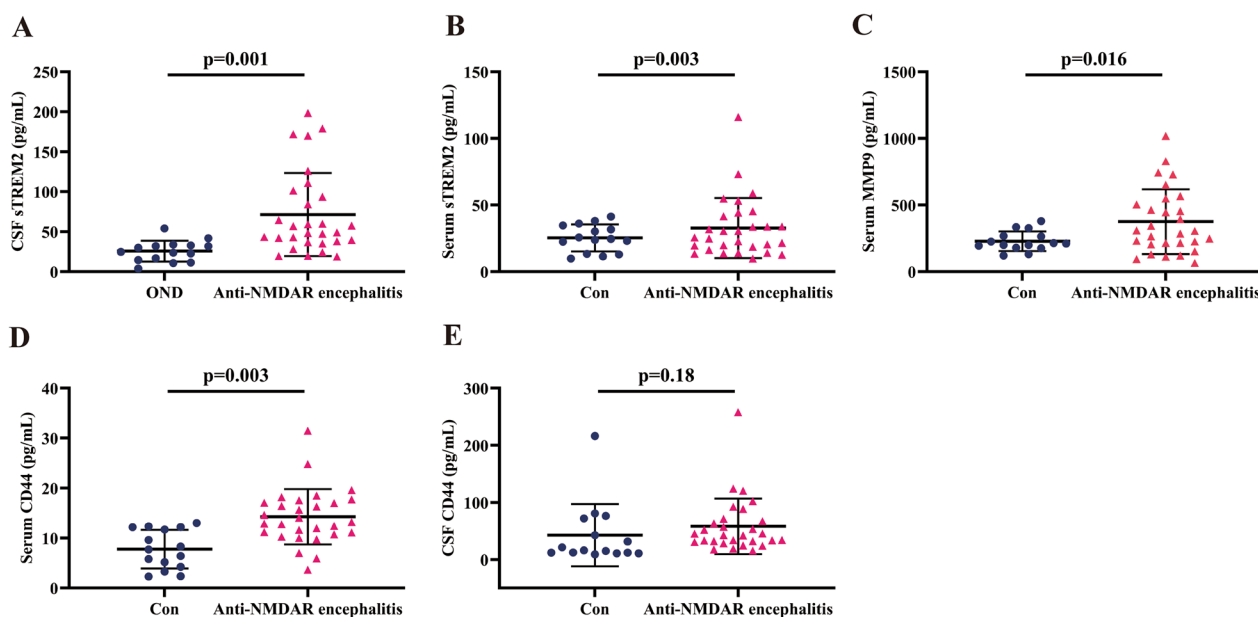 A
p=0.001
CSF sTREM2 (pg/mL)
250
200
150
100
50
0
OND
Anti-NMDAR encephalitis
B
p=0.003
Serum sTREM2 (pg/mL)
150
100
50
0
Con
Anti-NMDAR encephalitis
C
p=0.016
Serum MMP9 (pg/mL)
1500
1000
500
0
Con
Anti-NMDAR encephalitis
D
p=0.003
Serum CD44 (pg/mL)
40
30
20
10
0
Con
Anti-NMDAR encephalitis
E
p=0.18
CSF CD44 (pg/mL)
300
200
100
0
Con
Anti-NMDAR encephalitis